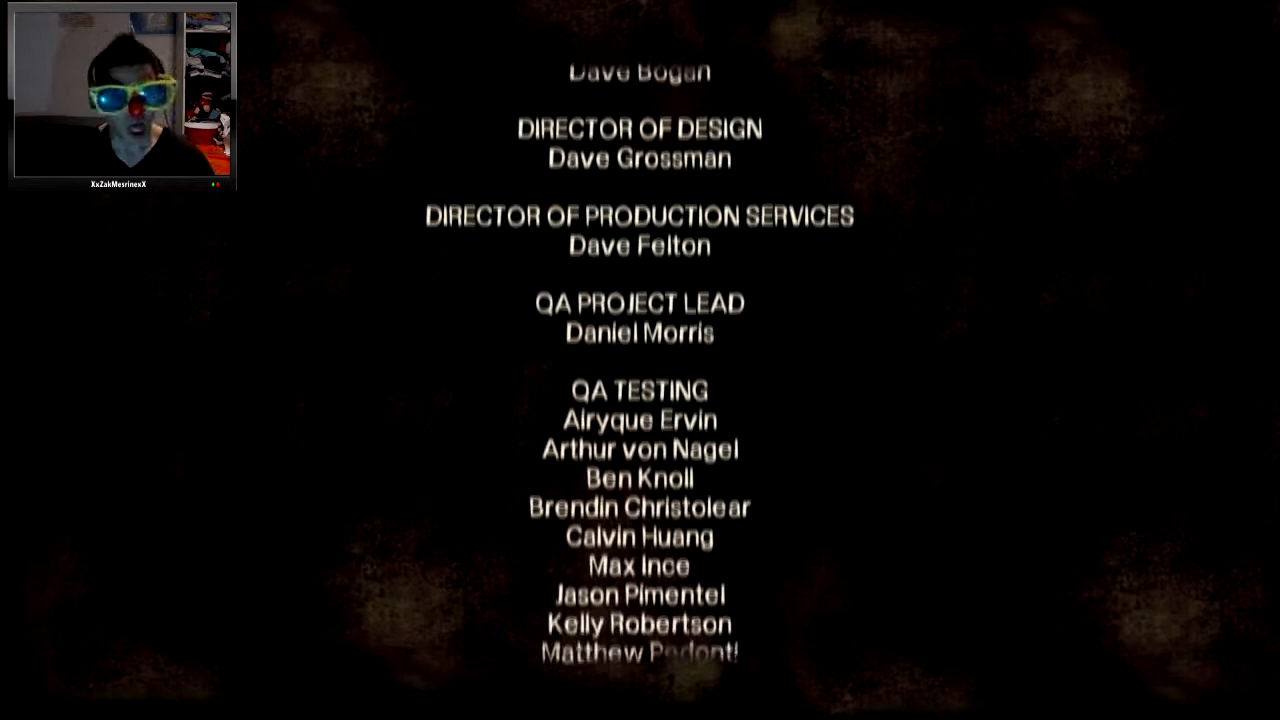 Dave Bogan
DIRECTOR OF DESIGN
Dave Grossman
DIRECTOR OF PRODUCTION SERVICES
Dave Felton
QA PROJECT LEAD
Daniel Morris
QA TESTING
Airyque Ervin
Arthur von Nagel
Ben Knoll
Brendin Christolear
Calvin Huang
Max Ince
Jason Pimentel
Kelly Robertson
Matthew
XxZakMesrinexX